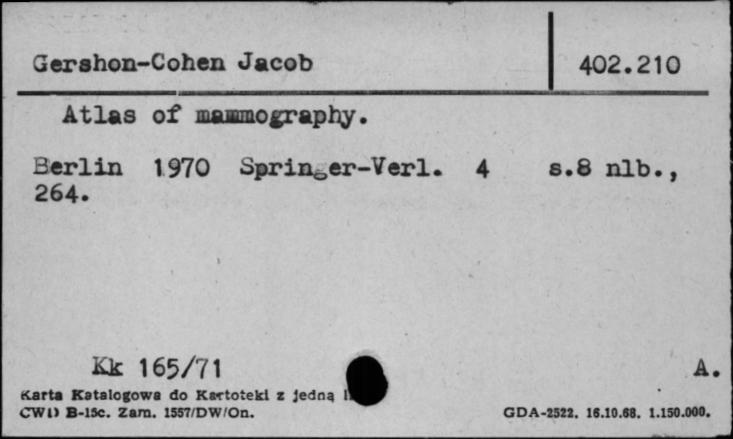 Gershon-Cohen Jacob
402.210
Atlas of mammography.
Berlin 1970 Springer-Verl. 4 s.8 nlb.,
264.
Kk 165/71
A.
Karta Katalogowa do Kartoteki z jedną
CWD B-15c. Zam. 1557/DW/On.
GDA-2522. 16.10.68. 1.150.000.